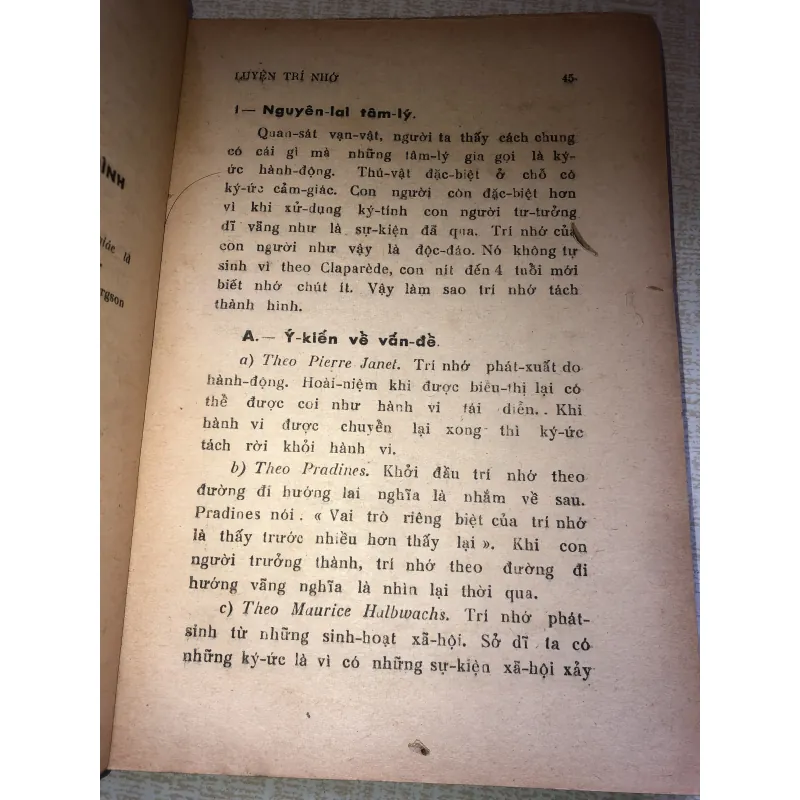 ÌNH
giác là
rgson
LUYỆN TRÍ NHỚ 45
I — Nguyên-lai tâm-lý.
Quan-sát vạn-vật, người ta thấy cách chung
có cái gì mà những tâm-lý gia gọi là ký-
ức hành-động. Thú-vật đặc-biệt ở chỗ có
ký-ức cảm-giác. Con người còn đặc-biệt hơn
vì khi xử-dụng ký-tính con người tư-tưởng
dĩ vãng như là sự-kiện đã qua. Trí nhớ của
con người như vậy là độc-đáo. Nó không tự
sinh vì theo Claparède, con nít đến 4 tuổi mới
biết nhớ chút ít. Vậy làm sao trí nhớ tách
thành hình.
A.— Ý-kiến về vấn-đề.
a) Theo Pierre Janet. Trí nhớ phát-xuất do
hành-động. Hoài-niệm khi được biểu-thị lại có
thể được coi như hành vi tái diễn.. Khi
hành vi được chuyển lại xong thì ký-ức
tách rời khỏi hành vi.
b) Theo Pradines. Khởi đầu trí nhớ theo
đường đi hướng lai nghĩa là nhắm về sau.
Pradines nói. « Vai trò riêng biệt của trí nhớ
là thấy trước nhiều hơn thấy lại ». Khi con
người trưởng thành, trí nhớ theo đường đi
hướng vãng nghĩa là nhìn lại thời qua.
c) Theo Maurice Halbwachs. Trí nhớ phát-
sinh từ những sinh-hoạt xã-hội. Sở dĩ ta có
những ký-ức là vì có những sự-kiện xã-hội xảy